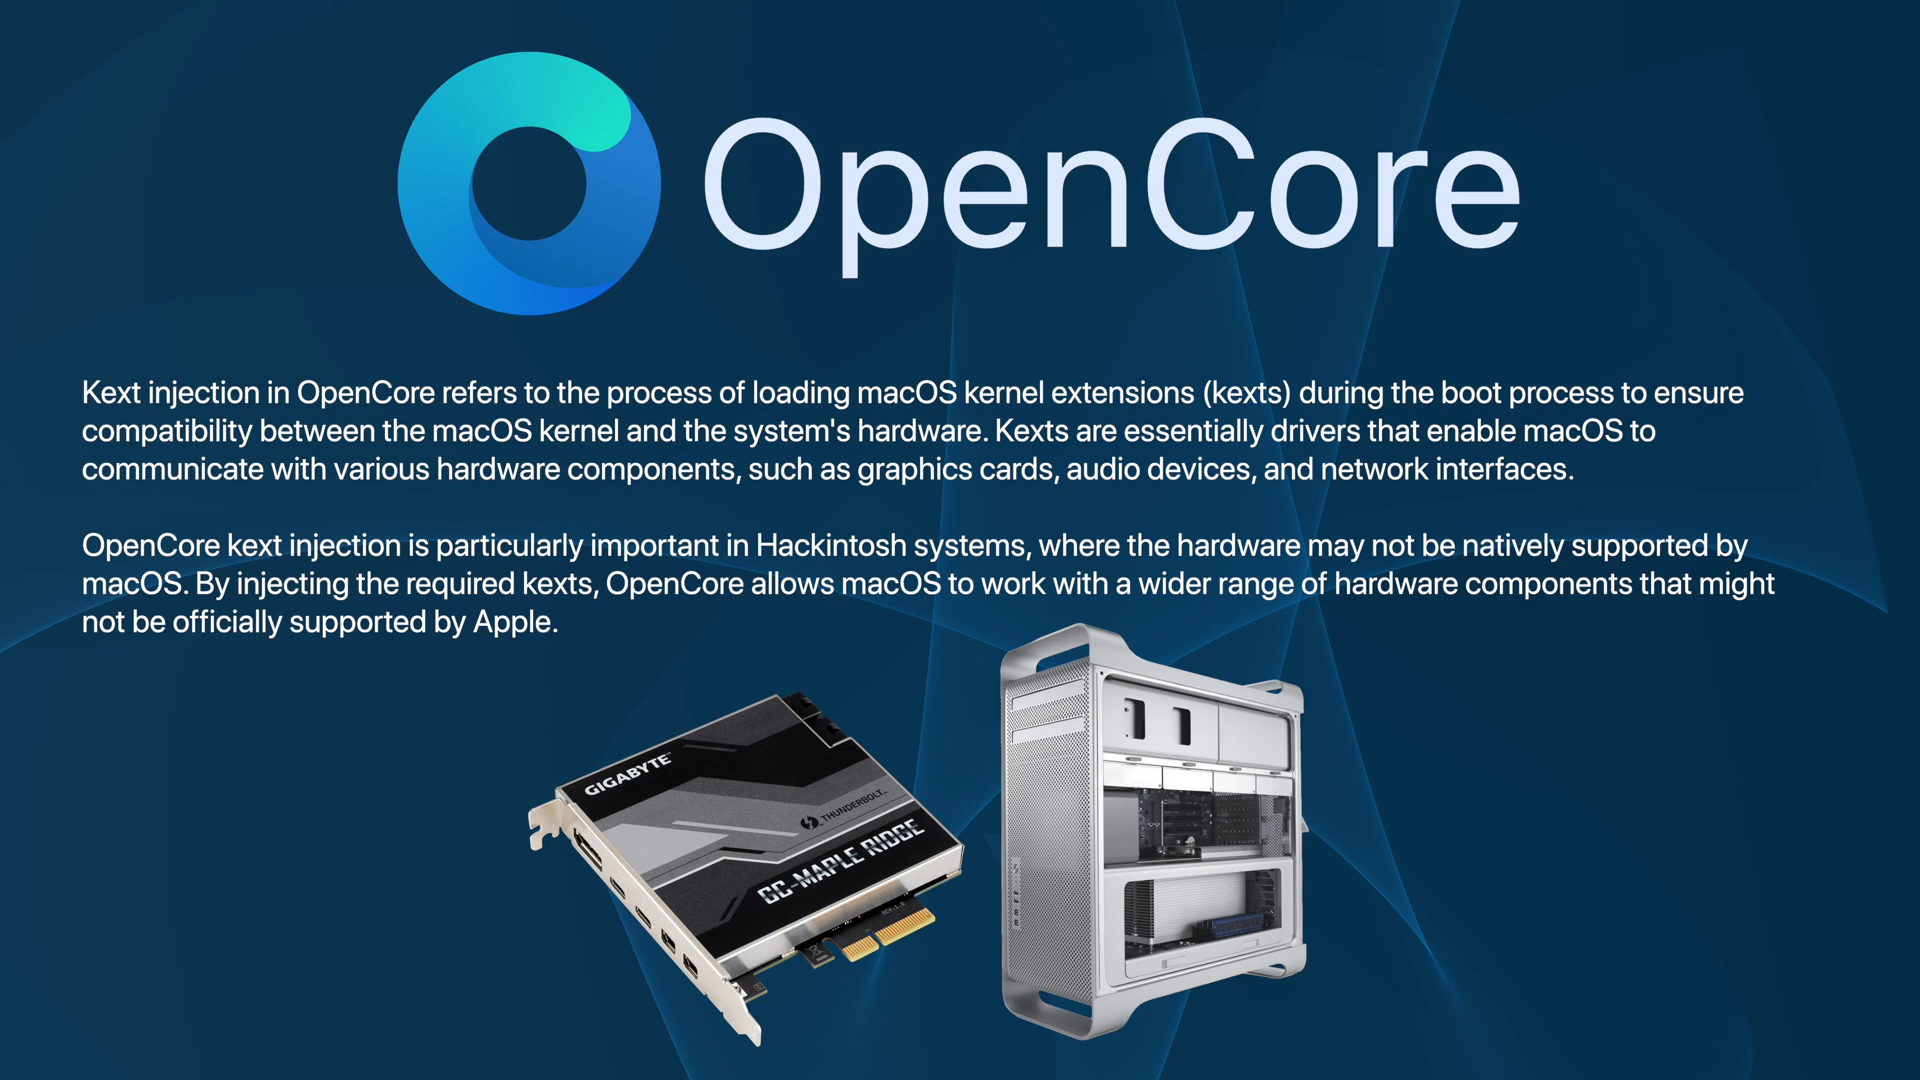 OpenCore
Kext injection in OpenCore refers to the process of loading macOS kernel extensions (kexts) during the boot process to ensure
compatibility between the macOS kernel and the system's hardware. Kexts are essentially drivers that enable macOS to
communicate with various hardware components, such as graphics cards, audio devices, and network interfaces.
OpenCore kext injection is particularly important in Hackintosh systems, where the hardware may not be natively supported by
macOS. By injecting the required kexts, OpenCore allows macOS to work with a wider range of hardware components that might
not be officially supported by Apple.
GIGABYTE™
THUNDERBOLT™
GC-MAPLE RIDGE
REV:1.0